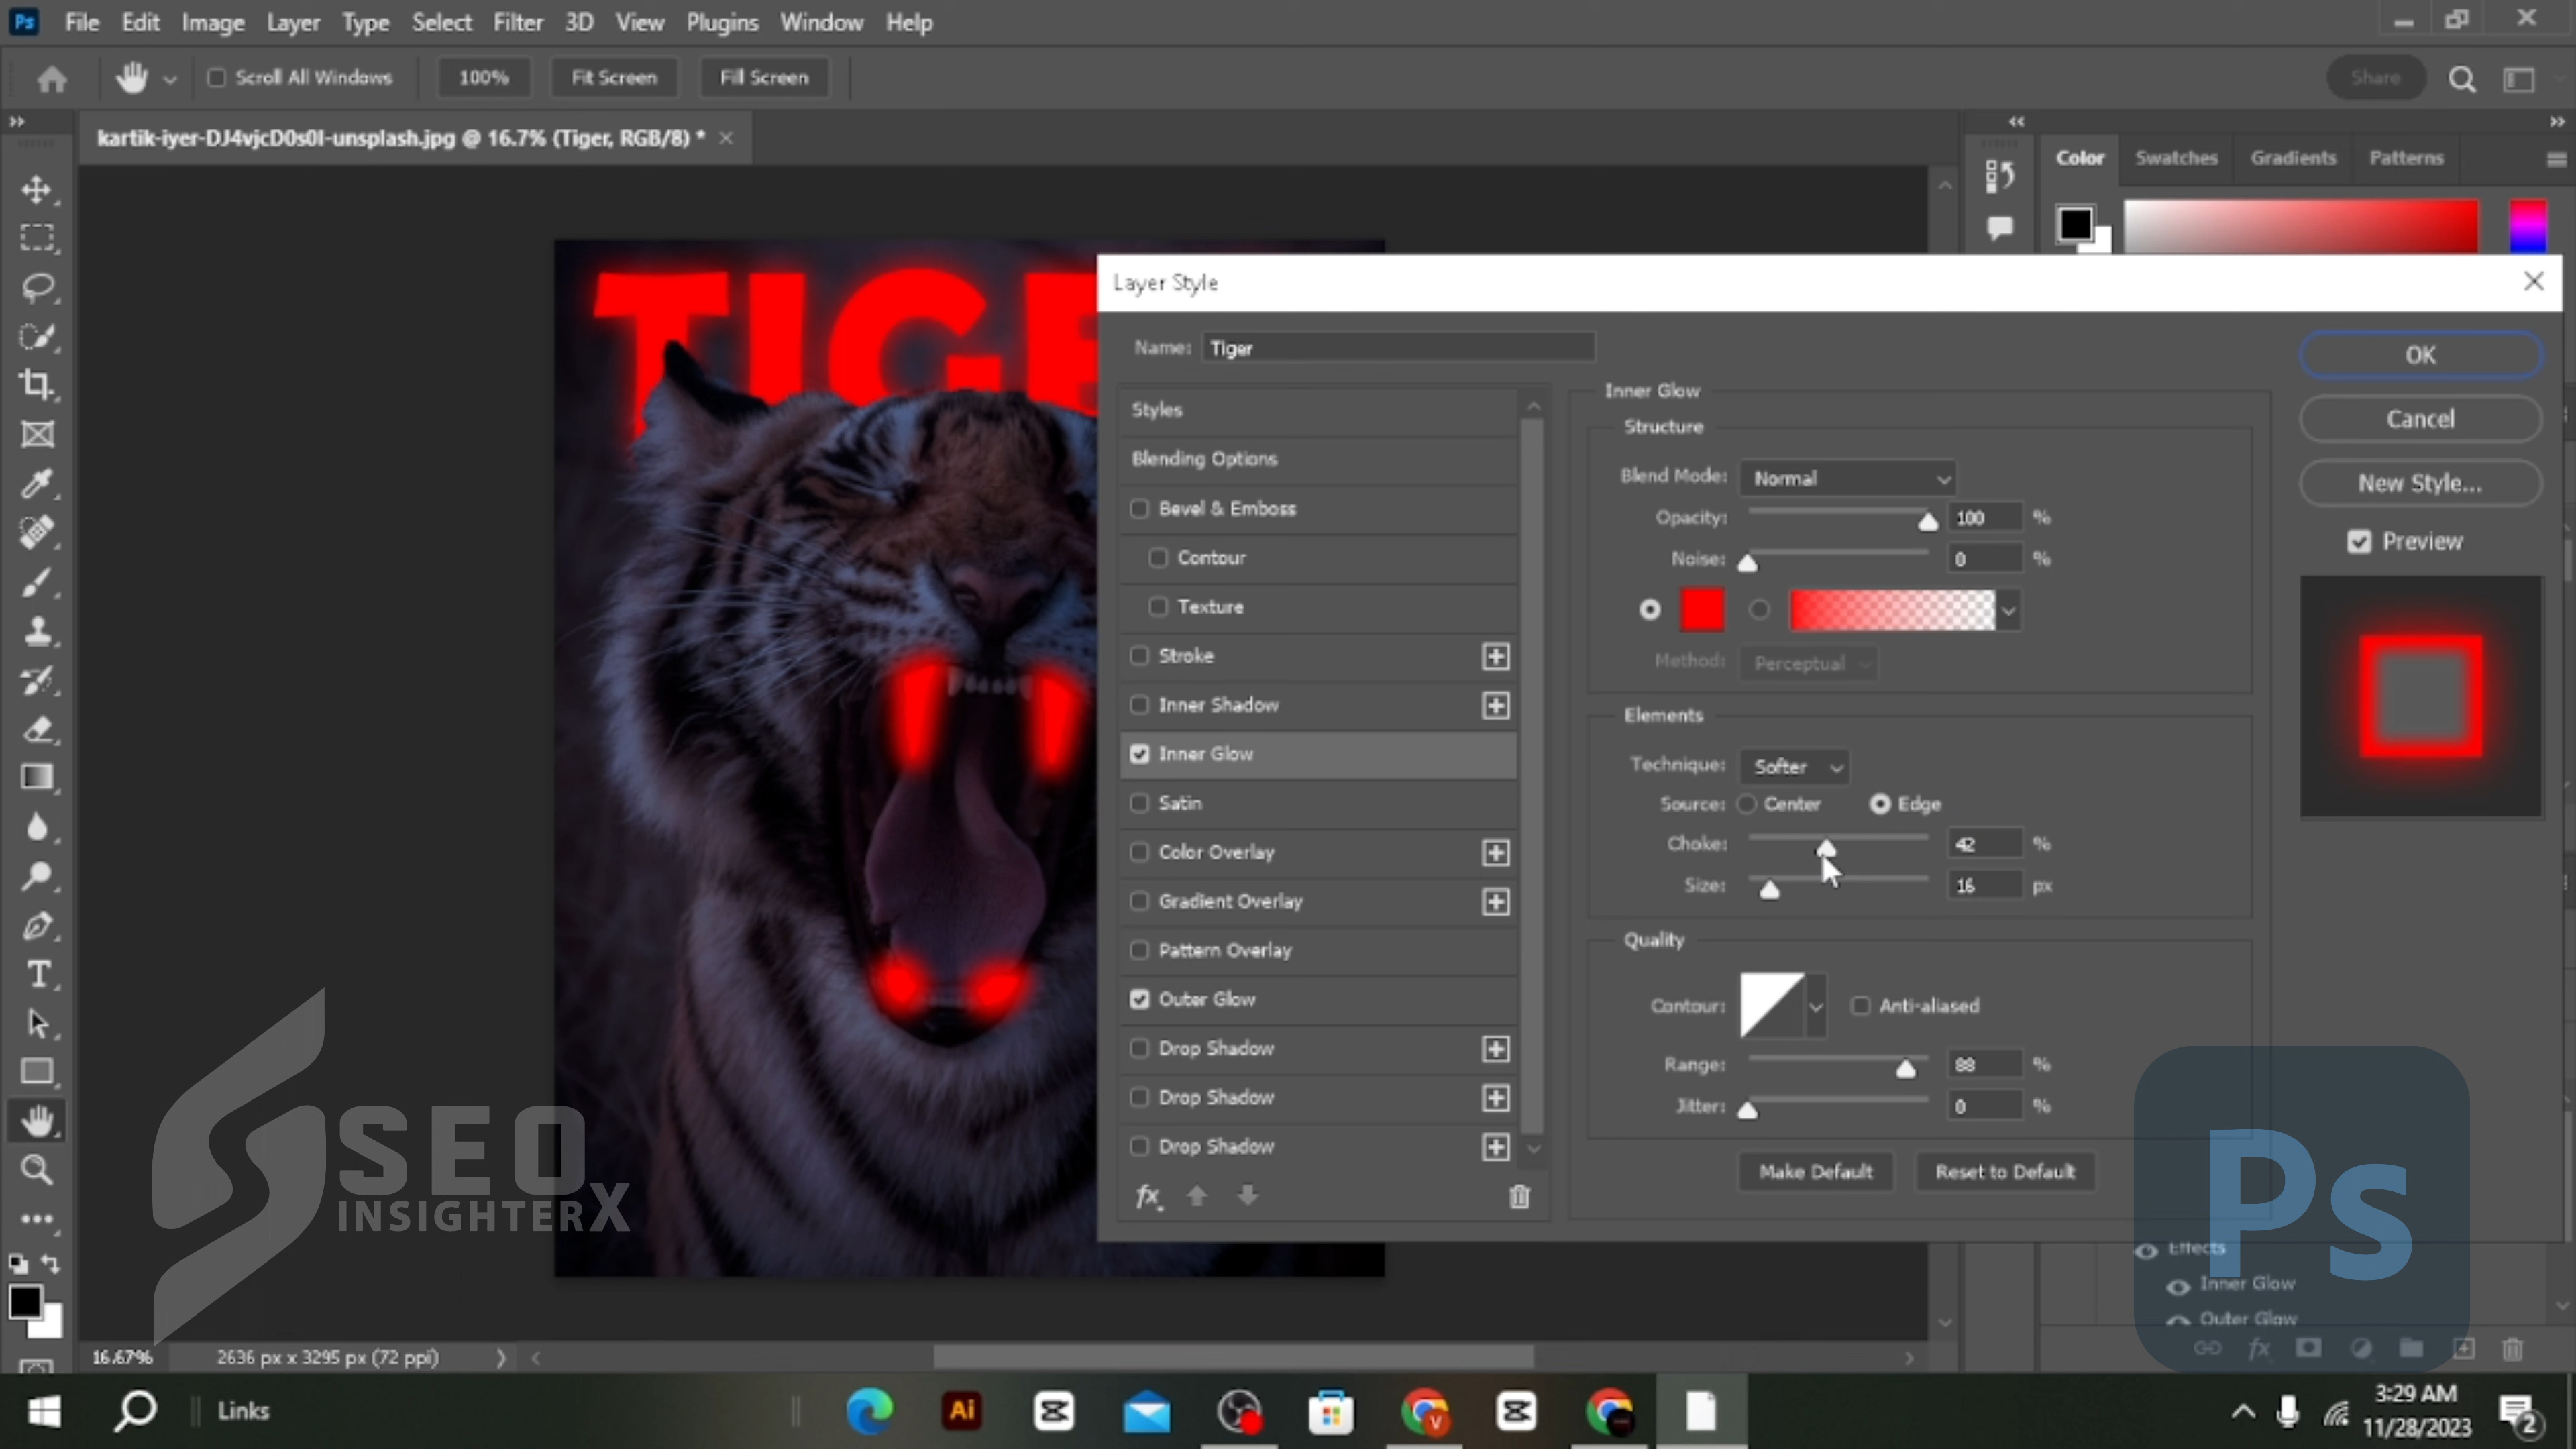 Ps File Edit Image Layer Type Select Filter 3D View Plugins Window Help
Scroll All Windows 100% Fit Screen Fill Screen Share
kartik-iyer-DJ4vjcD0s0I-unsplash.jpg @ 16.7% (Tiger, RGB/8) *
Color Swatches Gradients Patterns
TIGE
Layer Style
Name: Tiger
OK
Cancel
New Style...
Preview
Styles
Blending Options
Bevel & Emboss
Contour
Texture
Stroke
Inner Shadow
Inner Glow
Satin
Color Overlay
Gradient Overlay
Pattern Overlay
Outer Glow
Drop Shadow
Drop Shadow
Drop Shadow
fx
Inner Glow
Structure
Blend Mode: Normal
Opacity: 100 %
Noise: 0 %
Method: Perceptual
Elements
Technique: Softer
Source: Center Edge
Choke: 42 %
Size: 16 px
Quality
Contour: Anti-aliased
Range: 88 %
Jitter: 0 %
Make Default Reset to Default
T
SEO
INSIGHTERX
Ps
Effects
Inner Glow
Outer Glow
fx
16.67% 2636 px x 3295 px (72 ppi)
Links
Ai
V
3:29 AM
11/28/2023
2